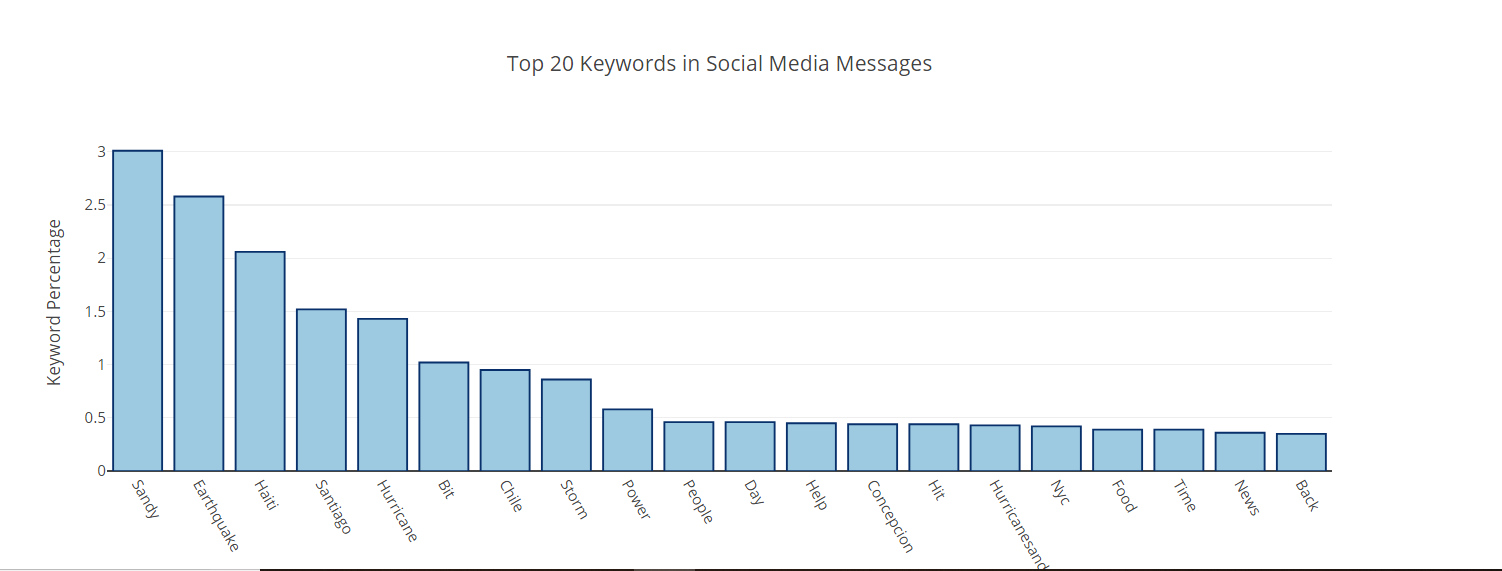 Top 20 Keywords in Social Media Messages
Keyword Percentage
3
2.5
2
1.5
1
0.5
0
Sandy
Earthquake
Haiti
Santiago
Hurricane
Bit
Chile
Storm
Power
People
Day
Help
Concepcion
Hit
Hurricanesand
Nyc
Food
Time
News
Back